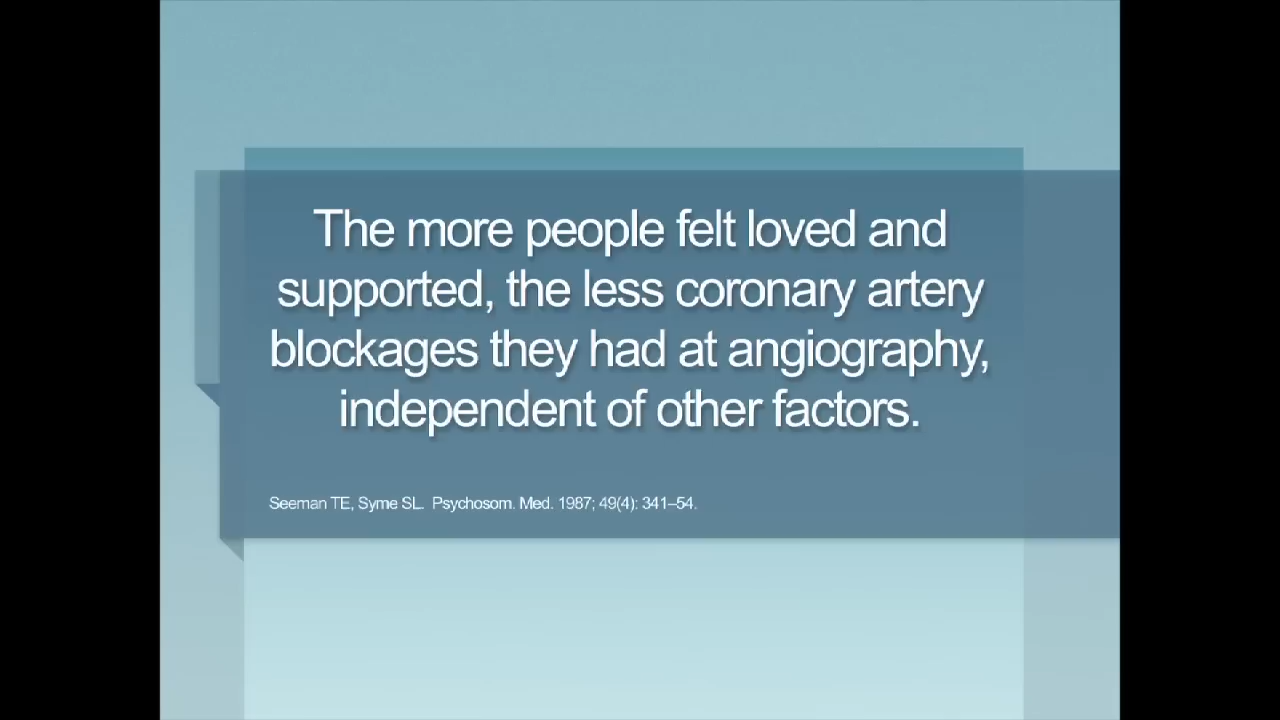 The more people felt loved and
supported, the less coronary artery
blockages they had at angiography,
independent of other factors.
Seeman TE, Syme SL.  Psychosom. Med. 1987; 49(4): 341–54.